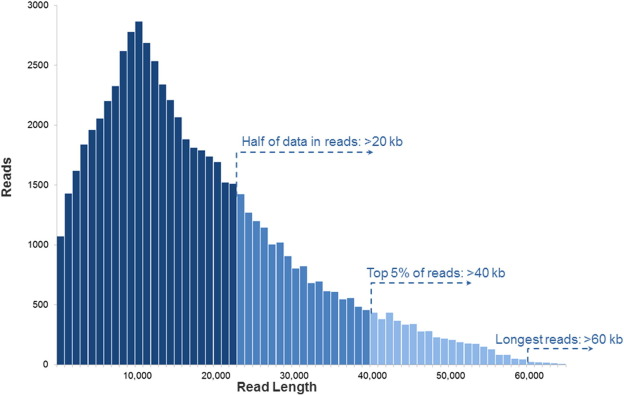 3000
2500
2000
1500
1000
500
0
Reads
Half of data in reads: >20 kb
Top 5% of reads: >40 kb
Longest reads: >60 kb
10,000 20,000 30,000 40,000 50,000 60,000
Read Length